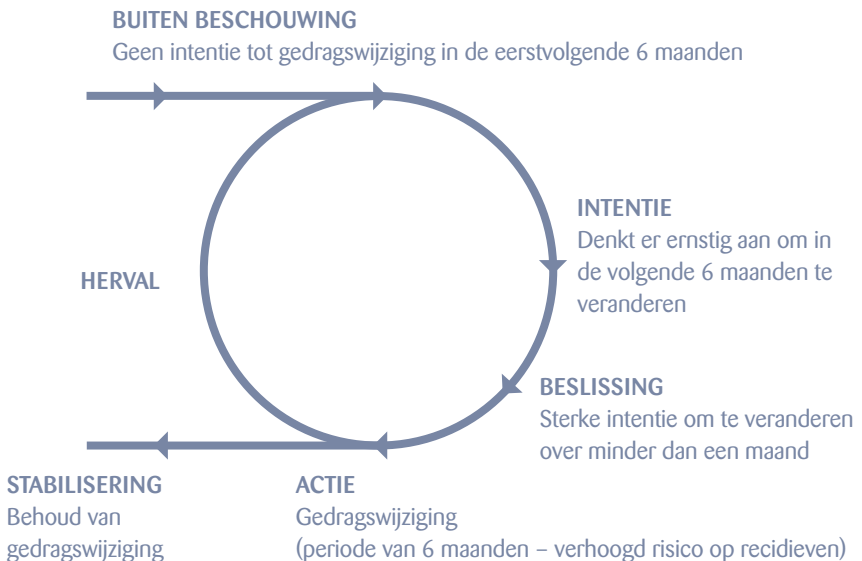 BUITEN BESCHOUWING
Geen intentie tot gedragswijziging in de eerstvolgende 6 maanden
INTENTIE
Denkt er ernstig aan om in
de volgende 6 maanden te
veranderen
HERVAL
BESLISSING
Sterke intentie om te veranderen
over minder dan een maand
STABILISERING
Behoud van
gedragswijziging
ACTIE
Gedragswijziging
(periode van 6 maanden – verhoogd risico op recidieven)